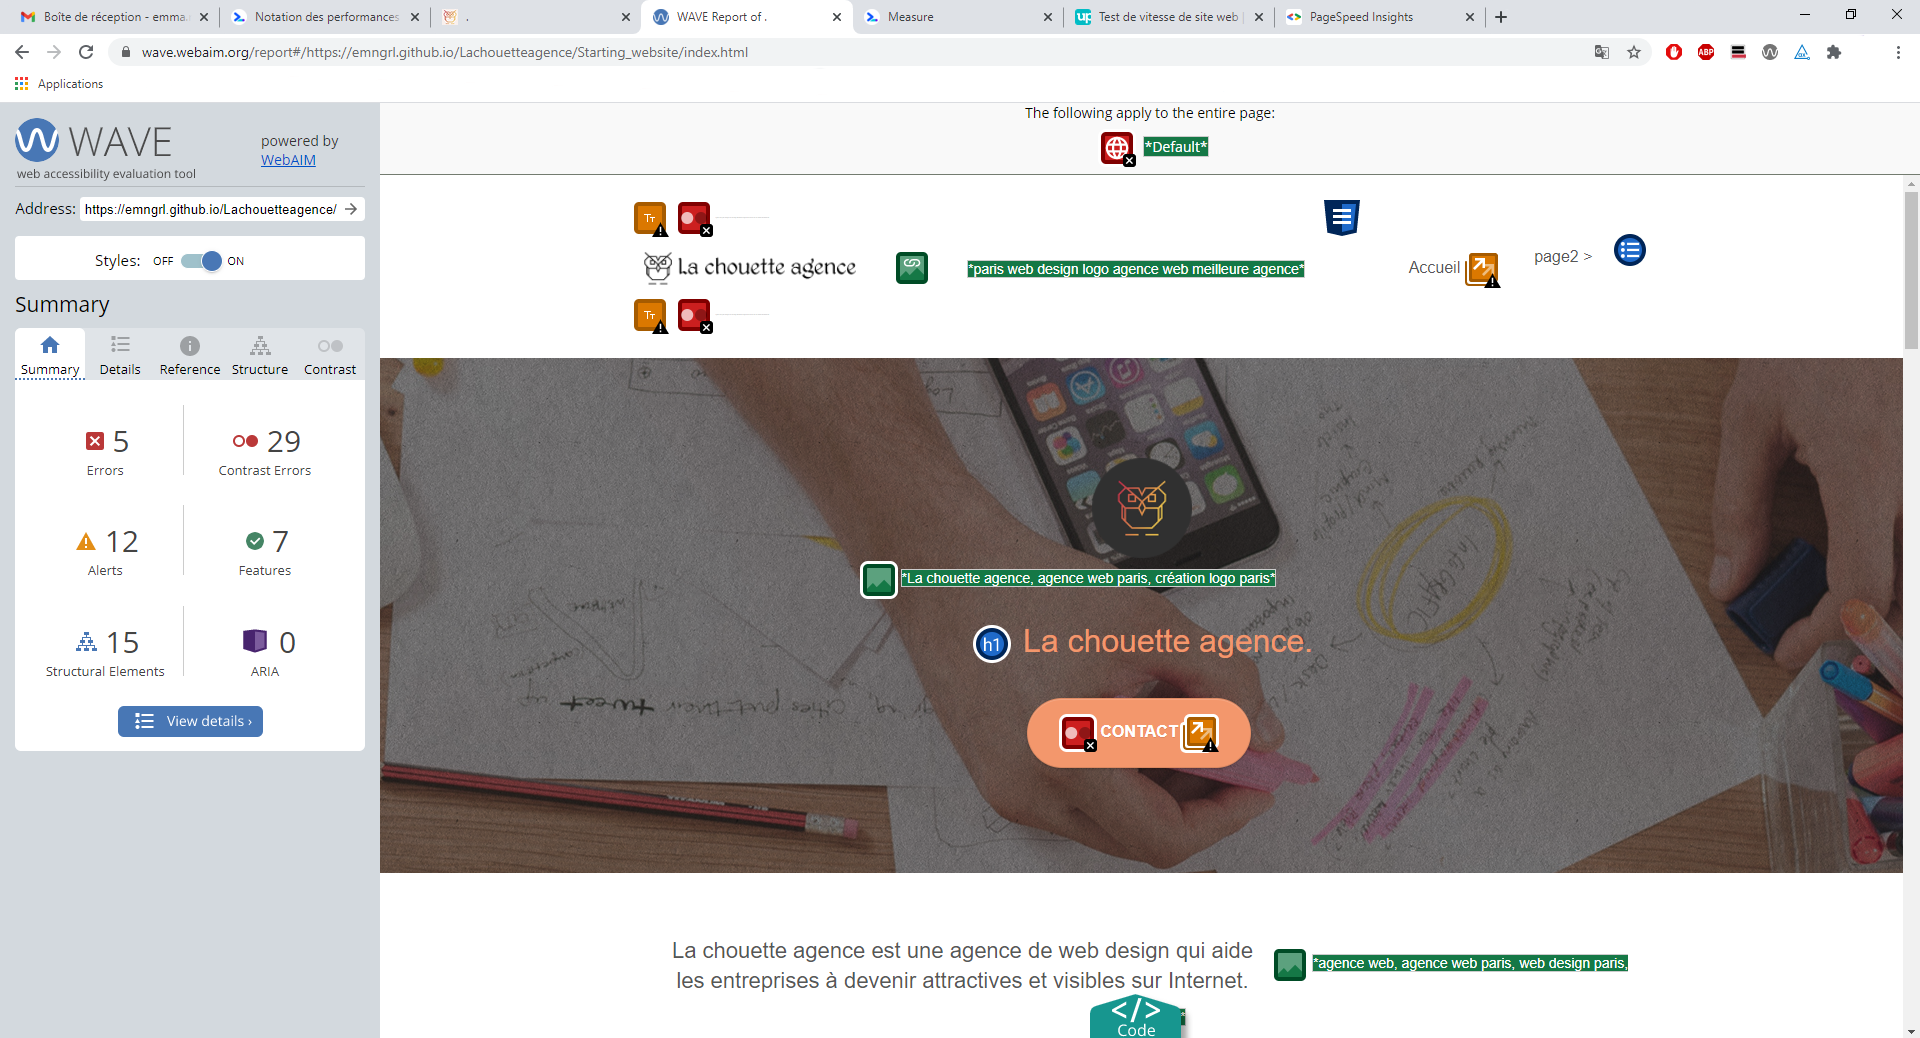 Boîte de réception - emma.
Notation des performances
.
WAVE Report of .
Measure
Test de vitesse de site web
PageSpeed Insights
wave.webaim.org/report#/https://emngrl.github.io/Lachouetteagence/Starting_website/index.html
ABP
Applications
WAVE
powered by
WebAIM
web accessibility evaluation tool
Address: https://emngrl.github.io/Lachouetteagence/
Styles: OFF ON
Summary
Summary Details Reference Structure Contrast
5 29
Errors Contrast Errors
12 7
Alerts Features
15 0
Structural Elements ARIA
View details ›
The following apply to the entire page:
*Default*
La chouette agence
*paris web design logo agence web meilleure agence*
Accueil
page2 >
*La chouette agence, agence web paris, création logo paris*
h1 La chouette agence.
CONTACT
La chouette agence est une agence de web design qui aide
les entreprises à devenir attractives et visibles sur Internet.
*agence web, agence web paris, web design paris,
</>
Code